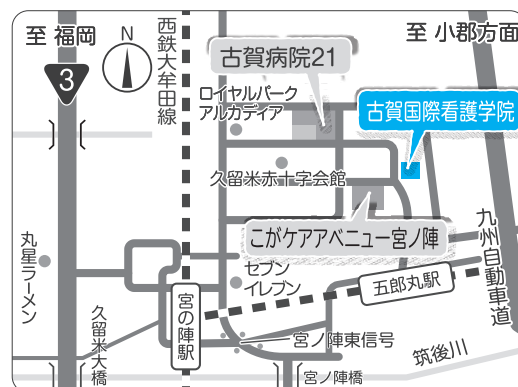 至 福岡
N
3
西鉄大牟田線
古賀病院21
至 小郡方面
ロイヤルパーク
アルカディア
古賀国際看護学院
久留米赤十字会館
こがケアアベニュー宮ノ陣
九州自動車道
丸星ラーメン
セブン
イレブン
五郎丸駅
宮の陣駅
久留米大橋
宮ノ陣東信号
筑後川
宮ノ陣橋